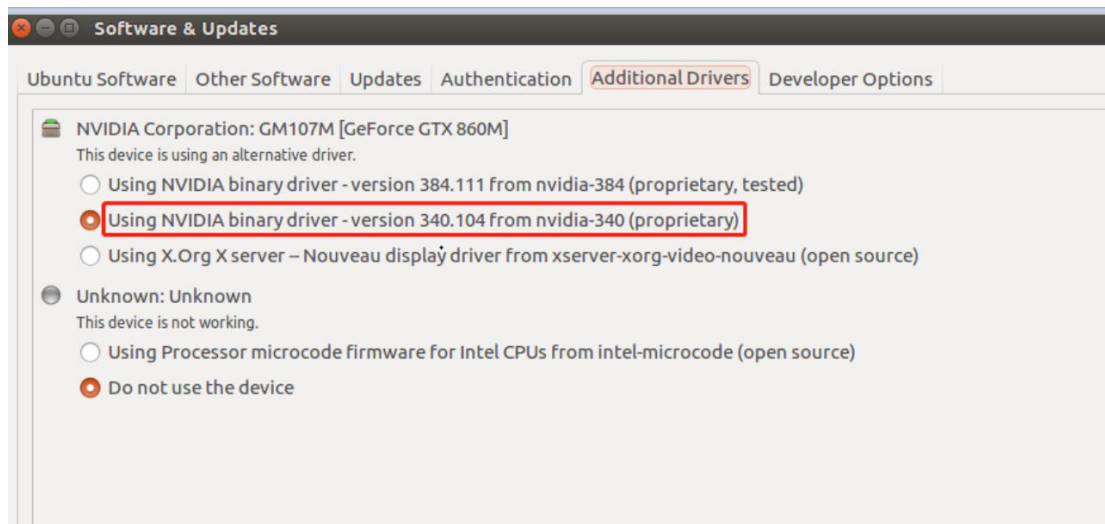 Software & Updates
Ubuntu Software Other Software Updates Authentication Additional Drivers Developer Options
NVIDIA Corporation: GM107M [GeForce GTX 860M]
This device is using an alternative driver.
Using NVIDIA binary driver - version 384.111 from nvidia-384 (proprietary, tested)
Using NVIDIA binary driver - version 340.104 from nvidia-340 (proprietary)
Using X.Org X server – Nouveau display driver from xserver-xorg-video-nouveau (open source)
Unknown: Unknown
This device is not working.
Using Processor microcode firmware for Intel CPUs from intel-microcode (open source)
Do not use the device